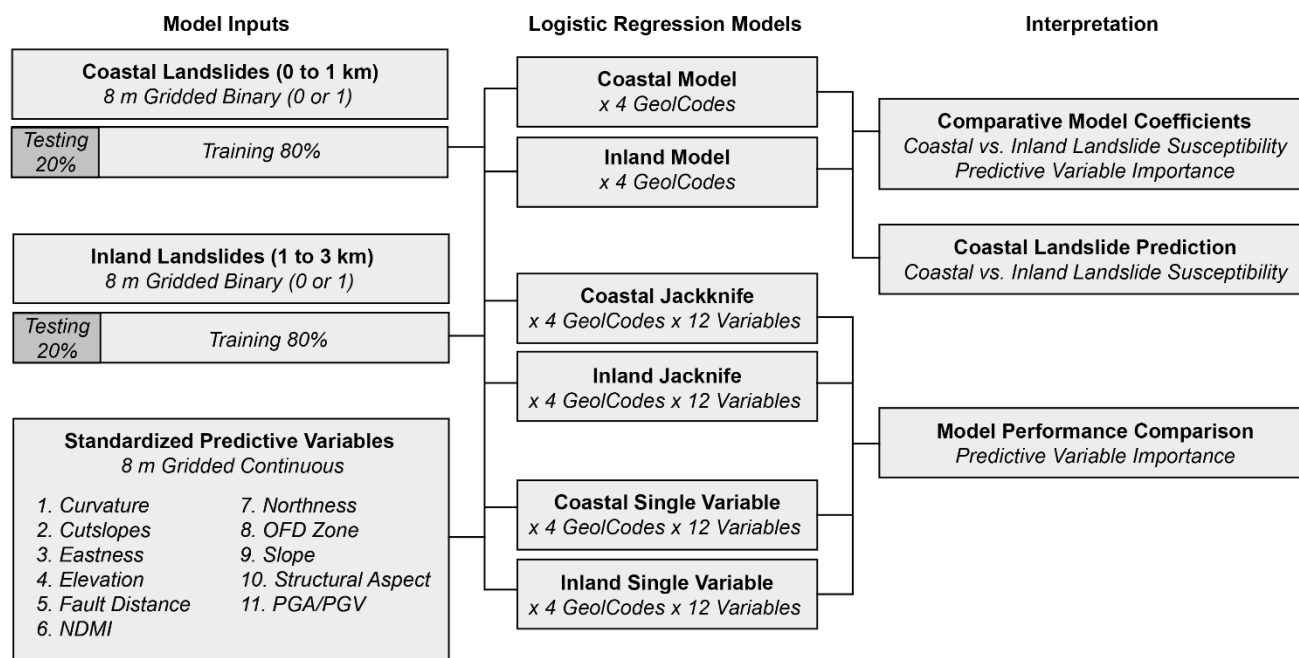 Model Inputs
Coastal Landslides (0 to 1 km)
8 m Gridded Binary (0 or 1)
Testing
20%
Training 80%
Inland Landslides (1 to 3 km)
8 m Gridded Binary (0 or 1)
Testing
20%
Training 80%
Standardized Predictive Variables
8 m Gridded Continuous
1. Curvature
2. Cutslopes
3. Eastness
4. Elevation
5. Fault Distance
6. NDMI
7. Northness
8. OFD Zone
9. Slope
10. Structural Aspect
11. PGA/PGV
Logistic Regression Models
Coastal Model
x 4 GeolCodes
Inland Model
x 4 GeolCodes
Coastal Jackknife
x 4 GeolCodes x 12 Variables
Inland Jacknife
x 4 GeolCodes x 12 Variables
Coastal Single Variable
x 4 GeolCodes x 12 Variables
Inland Single Variable
x 4 GeolCodes x 12 Variables
Interpretation
Comparative Model Coefficients
Coastal vs. Inland Landslide Susceptibility
Predictive Variable Importance
Coastal Landslide Prediction
Coastal vs. Inland Landslide Susceptibility
Model Performance Comparison
Predictive Variable Importance